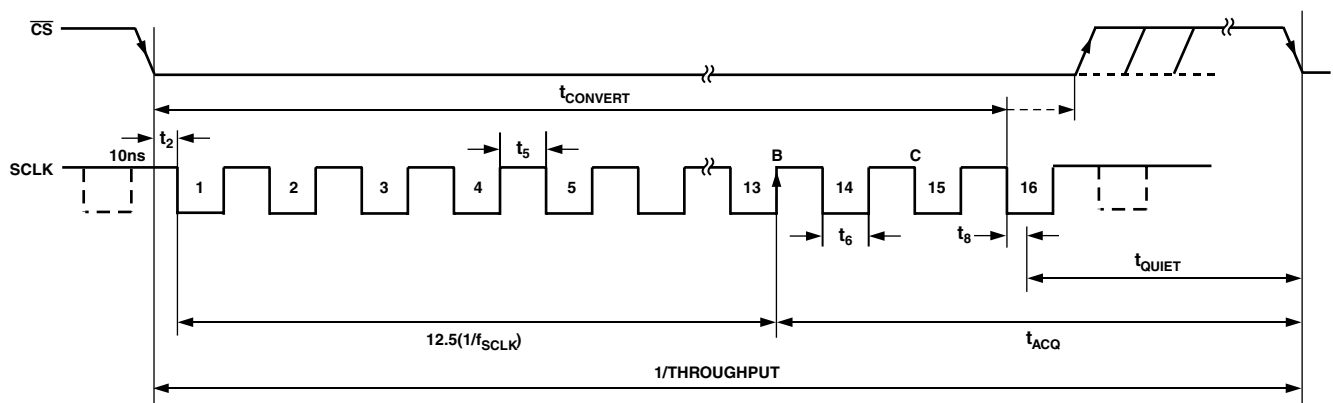 CS
tCONVERT
t2
10ns
t5
B
C
SCLK
1
2
3
4
5
13
14
15
16
t6
t8
tQUIET
12.5(1/fSCLK)
tACQ
1/THROUGHPUT